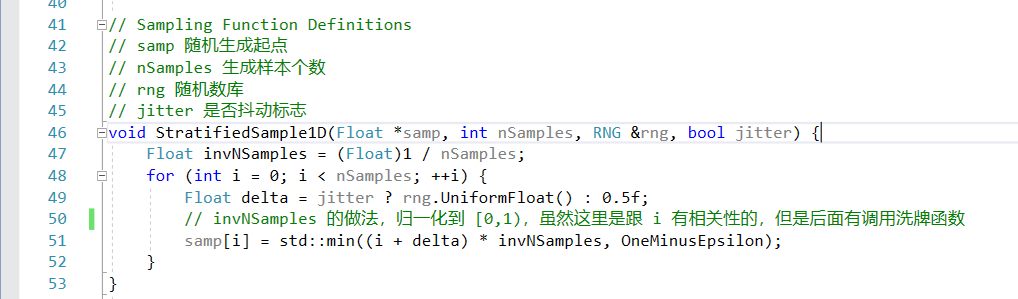 40
41 // Sampling Function Definitions
42 // samp 随机生成起点
43 // nSamples 生成样本个数
44 // rng 随机数库
45 // jitter 是否抖动标志
46 void StratifiedSample1D(Float *samp, int nSamples, RNG &rng, bool jitter) {
47 Float invNSamples = (Float)1 / nSamples;
48 for (int i = 0; i < nSamples; ++i) {
49 Float delta = jitter ? rng.UniformFloat() : 0.5f;
50 // invNSamples 的做法，归一化到 [0,1)，虽然这里是跟 i 有相关性的，但是后面有调用洗牌函数
51 samp[i] = std::min((i + delta) * invNSamples, OneMinusEpsilon);
52 }
53 }